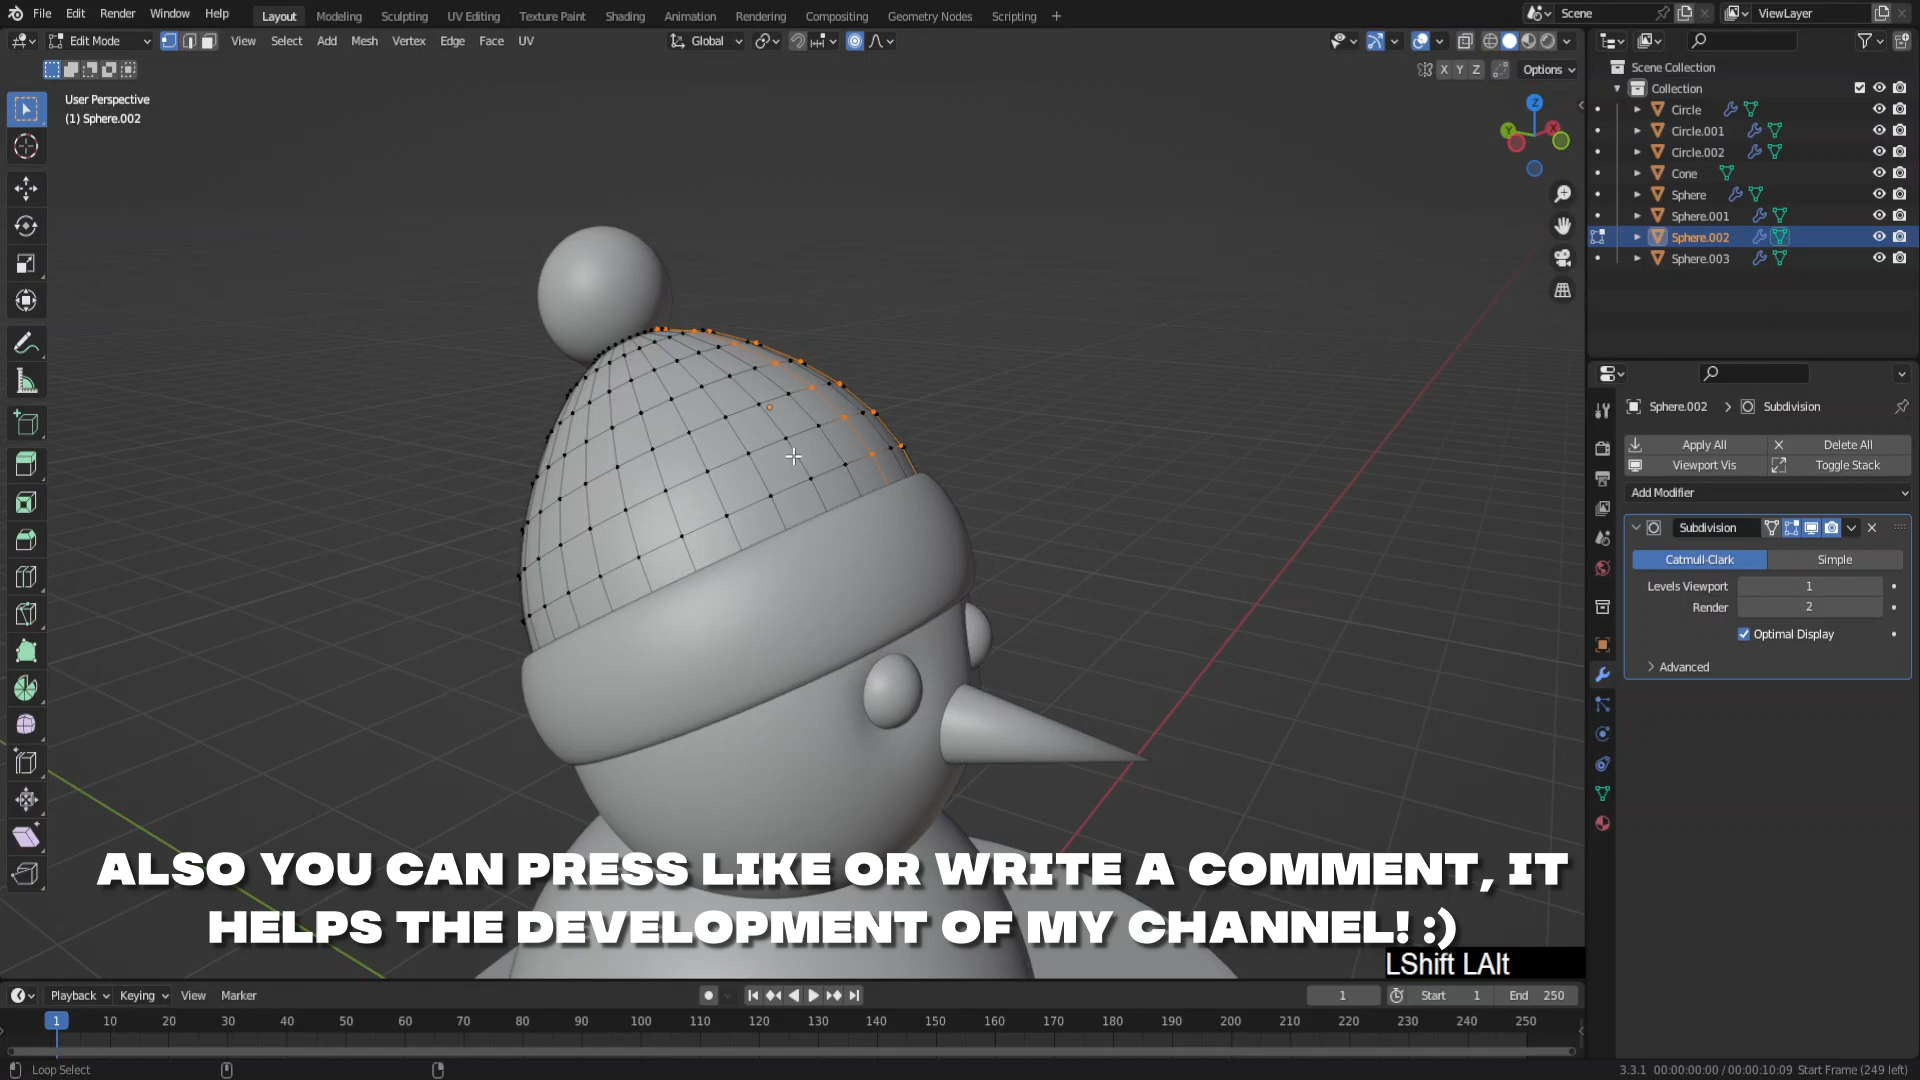 File Edit Render Window Help Layout Modeling Sculpting UV Editing Texture Paint Shading Animation Rendering Compositing Geometry Nodes Scripting + Scene ViewLayer
Edit Mode View Select Add Mesh Vertex Edge Face UV Global
X Y Z Options
User Perspective
(1) Sphere.002
Z
Y X
Scene Collection
Collection
Circle
Circle.001
Circle.002
Cone
Sphere
Sphere.001
Sphere.002
Sphere.003
Sphere.002 > Subdivision
Apply All Delete All
Viewport Vis Toggle Stack
Add Modifier
Subdivision
Catmull-Clark Simple
Levels Viewport 1
Render 2
Optimal Display
Advanced
ALSO YOU CAN PRESS LIKE OR WRITE A COMMENT, IT
HELPS THE DEVELOPMENT OF MY CHANNEL! :)
LShift LAlt
Playback Keying View Marker 1 Start 1 End 250
1 10 20 30 40 50 60 70 80 90 100 110 120 130 140 150 160 170 180 190 200 210 220 230 240 250
Loop Select 3.3.1 00:00:00:00 / 00:00:10:09 Start Frame (249 left)